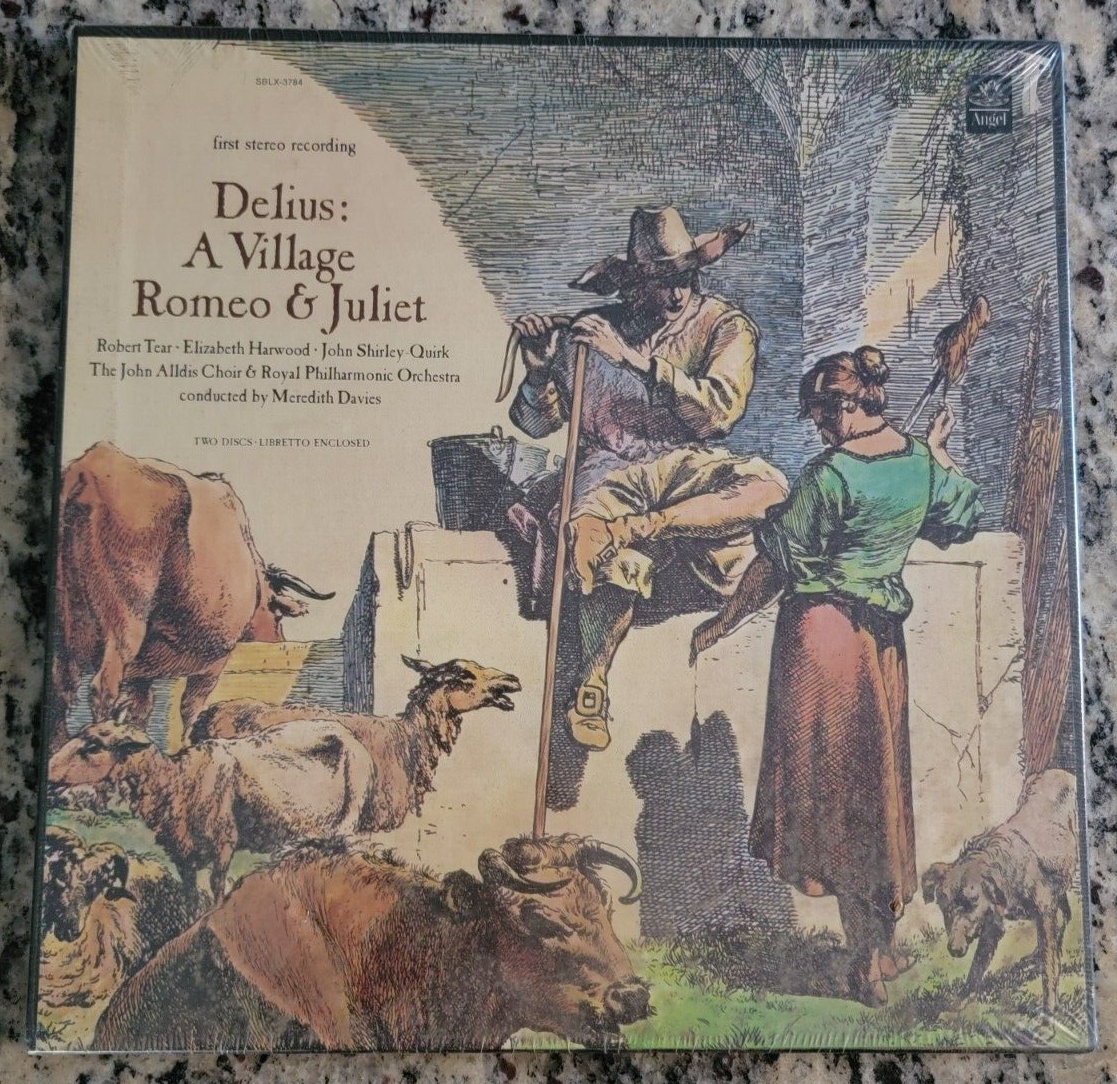 SBLX-3784
Angel
first stereo recording
Delius:
A Village
Romeo & Juliet
Robert Tear · Elizabeth Harwood · John Shirley-Quirk
The John Alldis Choir & Royal Philharmonic Orchestra
conducted by Meredith Davies
TWO DISCS · LIBRETTO ENCLOSED